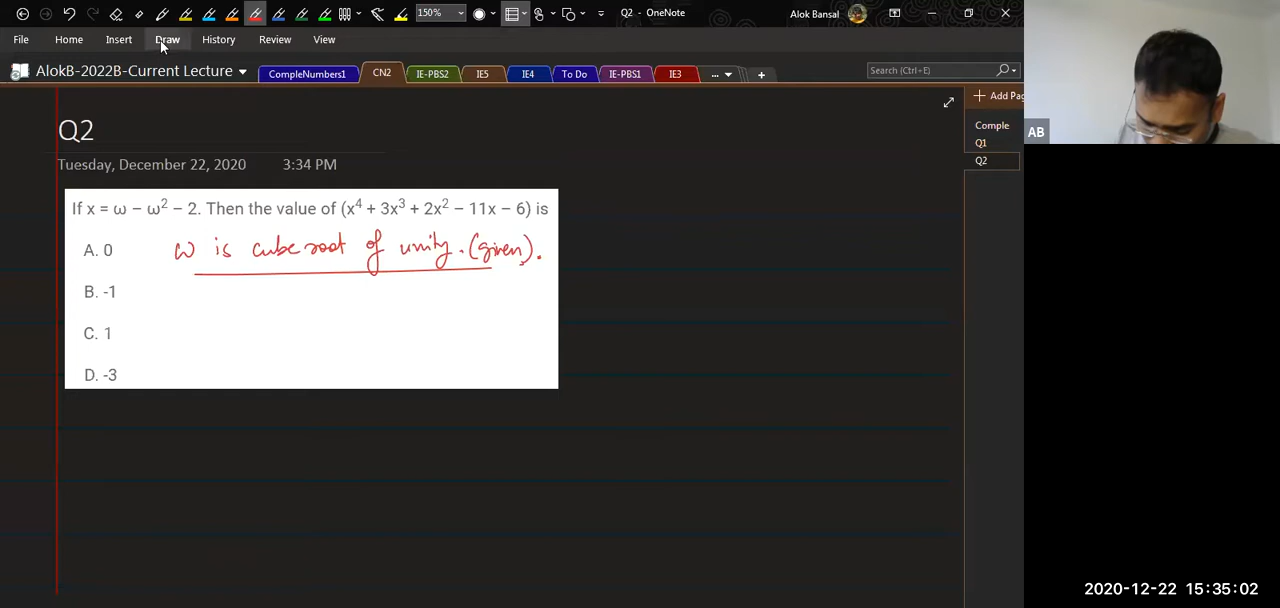 150%
Q2 - OneNote
Alok Bansal
File Home Insert Draw History Review View
AlokB-2022B-Current Lecture
CompleNumbers1 CN2 IE-PBS2 IE5 IE4 To Do IE-PBS1 IE3 ... +
Search (Ctrl+E)
+ Add Pag
Comple
Q1
Q2
AB
Q2
Tuesday, December 22, 2020 3:34 PM
If x = ω − ω² − 2. Then the value of (x⁴ + 3x³ + 2x² − 11x − 6) is
A. 0
ω is cube root of unity. (given).
B. -1
C. 1
D. -3
2020-12-22 15:35:02